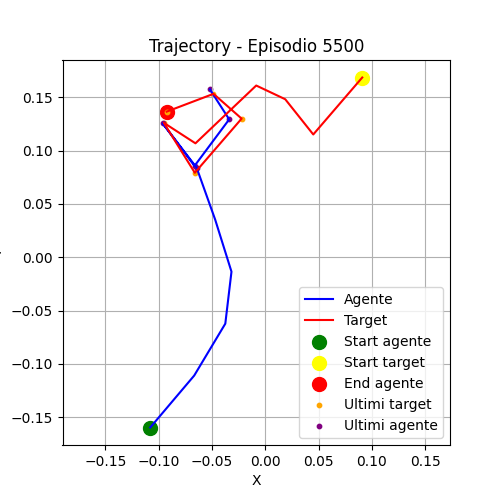 Trajectory - Episodio 5500
0.15
0.10
0.05
0.00
−0.05
−0.10
−0.15
Agente
Target
Start agente
Start target
End agente
Ultimi target
Ultimi agente
−0.15 −0.10 −0.05 0.00 0.05 0.10 0.15
X